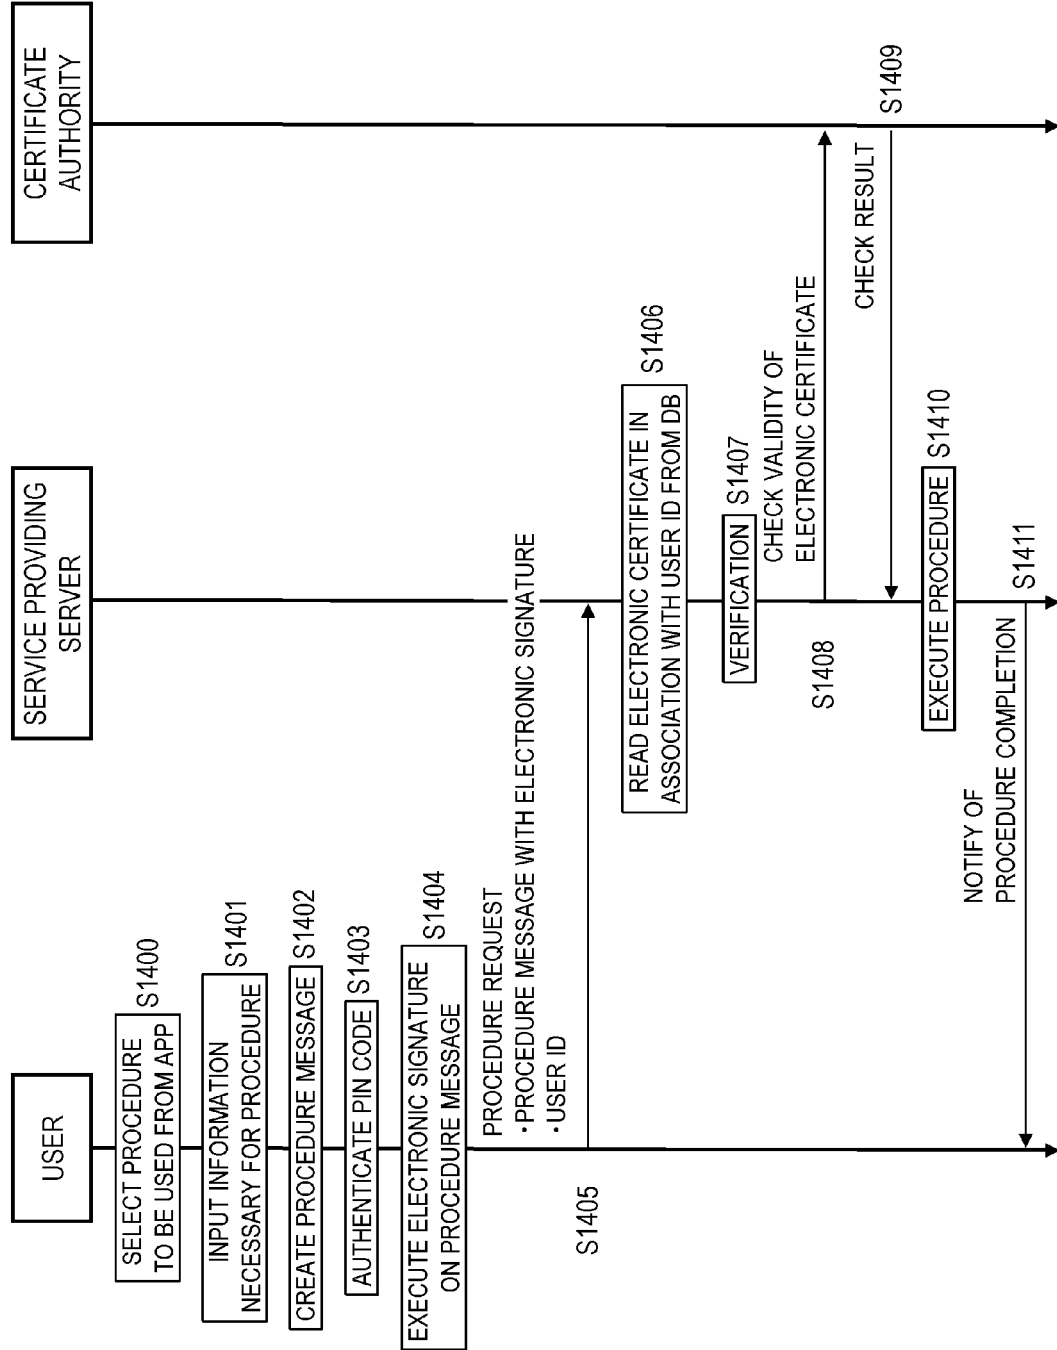 USER
SERVICE PROVIDING
SERVER
CERTIFICATE
AUTHORITY
SELECT PROCEDURE
TO BE USED FROM APP
S1400
INPUT INFORMATION
NECESSARY FOR PROCEDURE
S1401
CREATE PROCEDURE MESSAGE
S1402
AUTHENTICATE PIN CODE
S1403
EXECUTE ELECTRONIC SIGNATURE
ON PROCEDURE MESSAGE
S1404
PROCEDURE REQUEST
・PROCEDURE MESSAGE WITH ELECTRONIC SIGNATURE
・USER ID
S1405
READ ELECTRONIC CERTIFICATE IN
ASSOCIATION WITH USER ID FROM DB
S1406
VERIFICATION
S1407
CHECK VALIDITY OF
ELECTRONIC CERTIFICATE
S1408
CHECK RESULT
S1409
EXECUTE PROCEDURE
S1410
NOTIFY OF
PROCEDURE COMPLETION
S1411